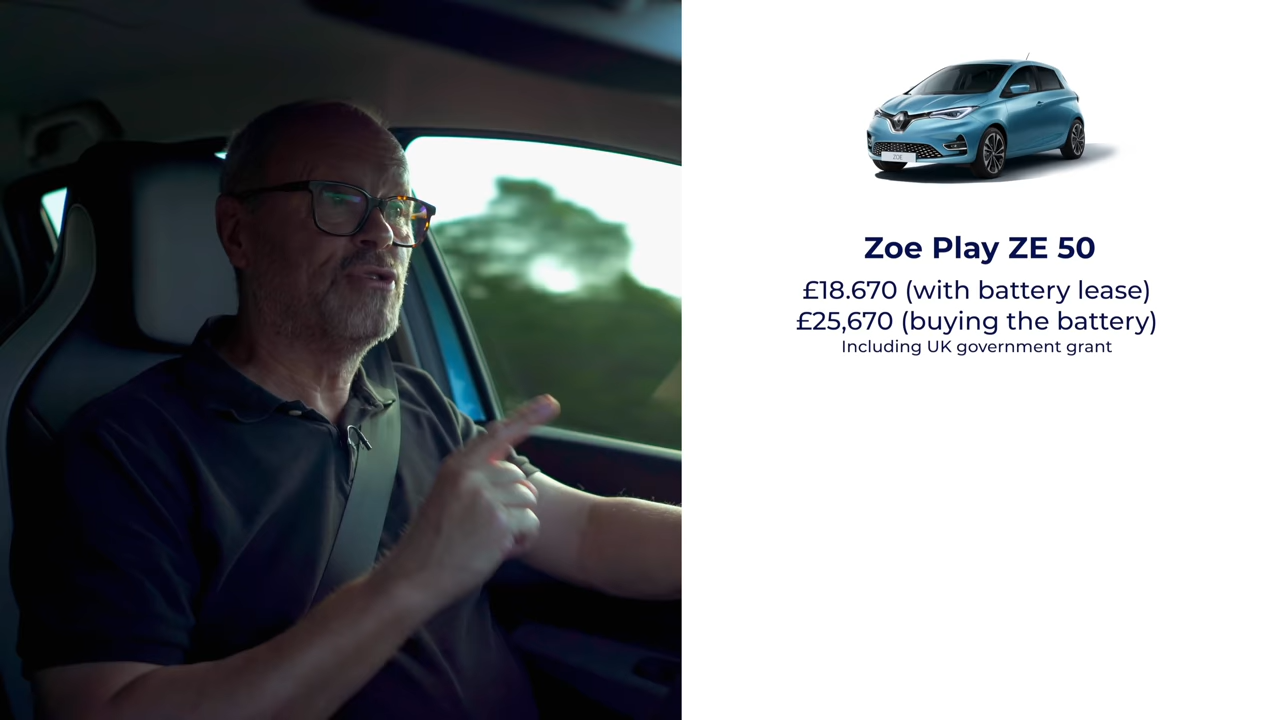 ZOE
Zoe Play ZE 50
£18.670 (with battery lease)
£25,670 (buying the battery)
Including UK government grant